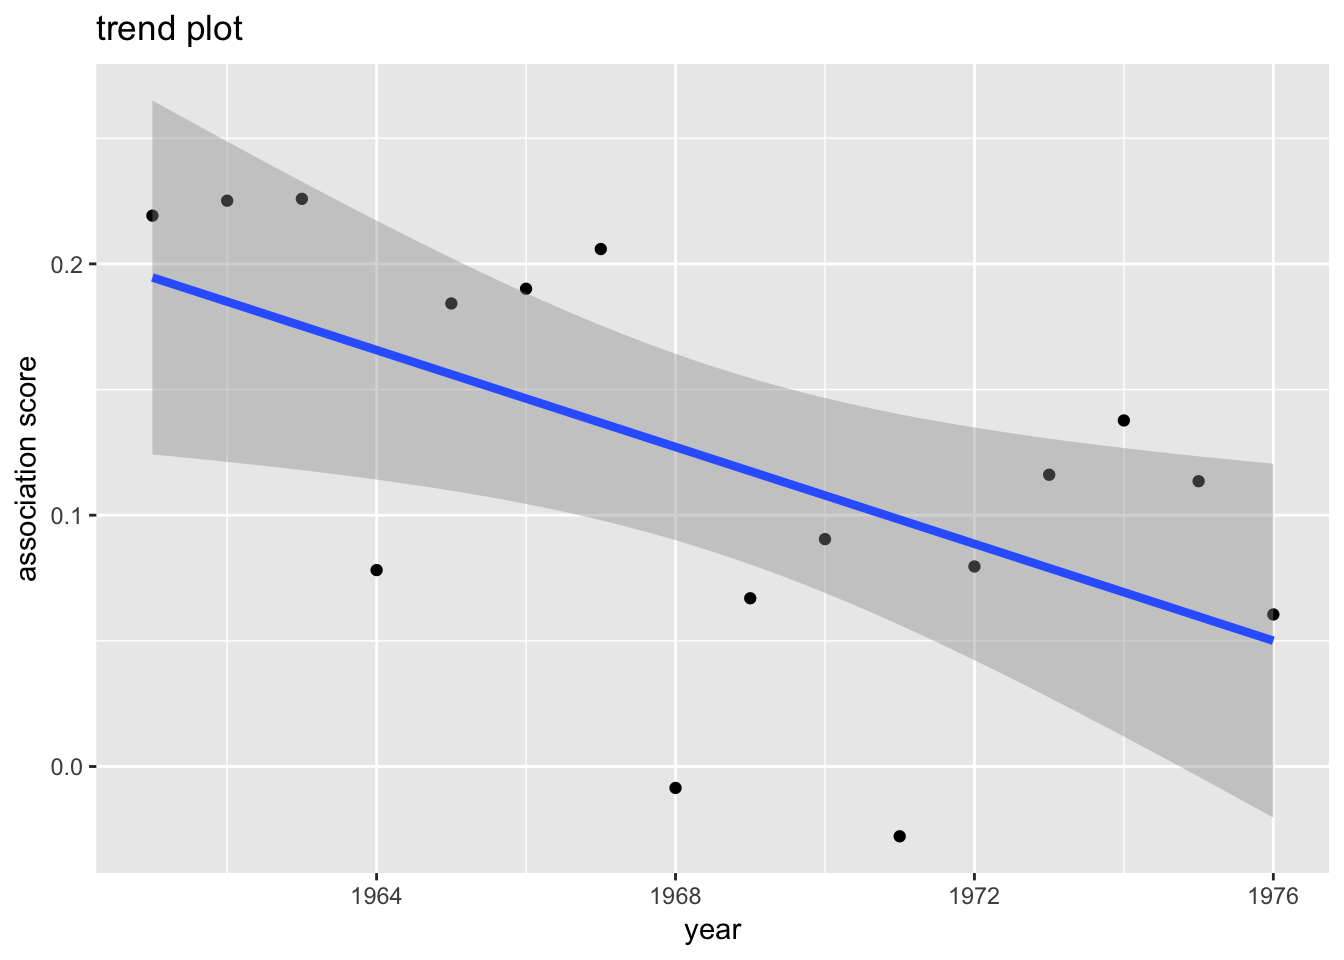 trend plot
association score
0.2
0.1
0.0
1964 1968 1972 1976
year